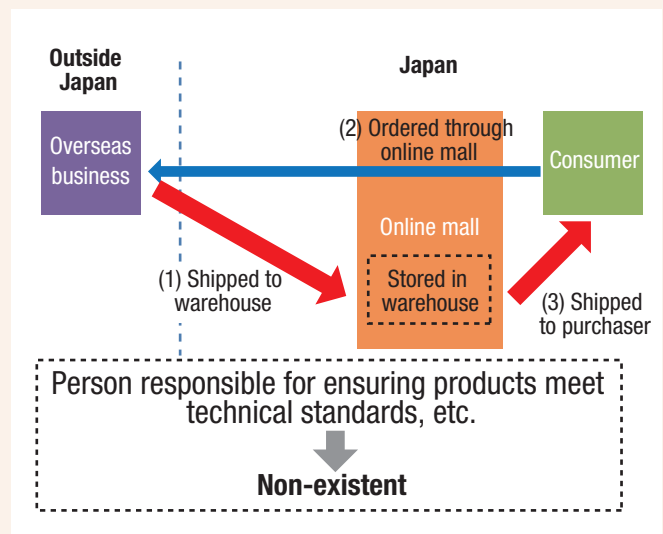 Outside
Japan
Japan
Overseas
business
(2) Ordered through
online mall
Consumer
Online mall
(1) Shipped to
warehouse
Stored in
warehouse
(3) Shipped
to purchaser
Person responsible for ensuring products meet
technical standards, etc.
Non-existent